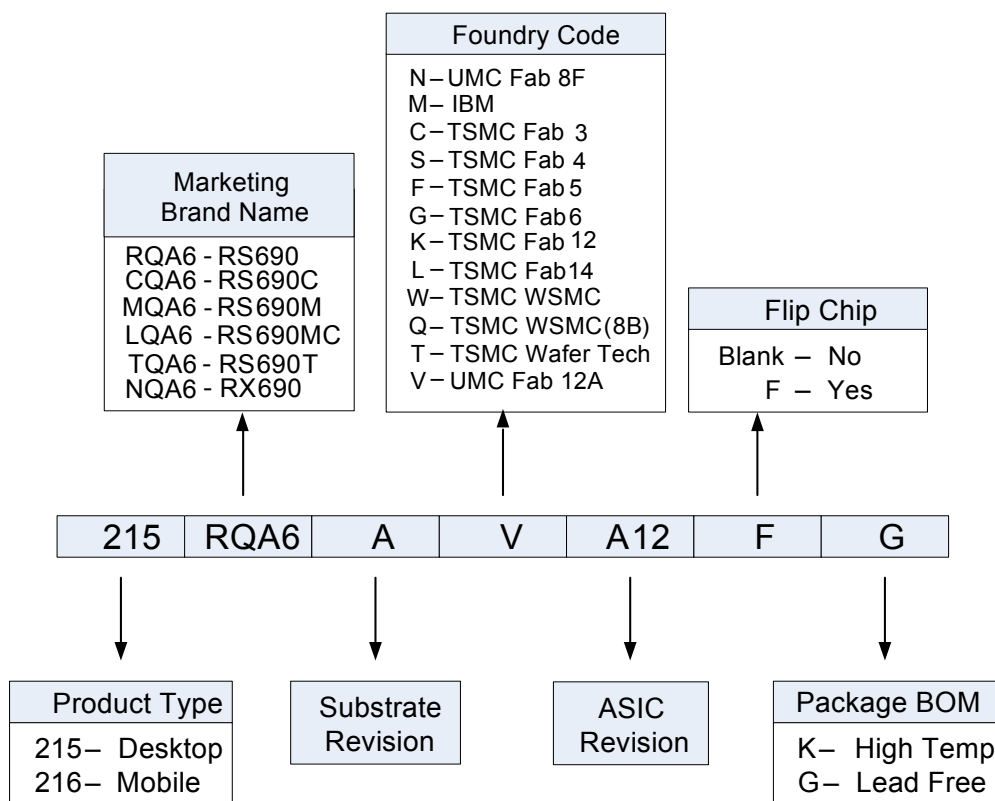 Foundry Code
N – UMC Fab 8F
M – IBM
C – TSMC Fab 3
S – TSMC Fab 4
F – TSMC Fab 5
G – TSMC Fab 6
K – TSMC Fab 12
L – TSMC Fab 14
W – TSMC WSMC
Q – TSMC WSMC (8B)
T – TSMC Wafer Tech
V – UMC Fab 12A
Marketing
Brand Name
RQA6 - RS690
CQA6 - RS690C
MQA6 - RS690M
LQA6 - RS690MC
TQA6 - RS690T
NQA6 - RX690
Flip Chip
Blank – No
F – Yes
215 RQA6 A V A12 F G
Product Type
215 – Desktop
216 – Mobile
Substrate
Revision
ASIC
Revision
Package BOM
K – High Temp
G – Lead Free